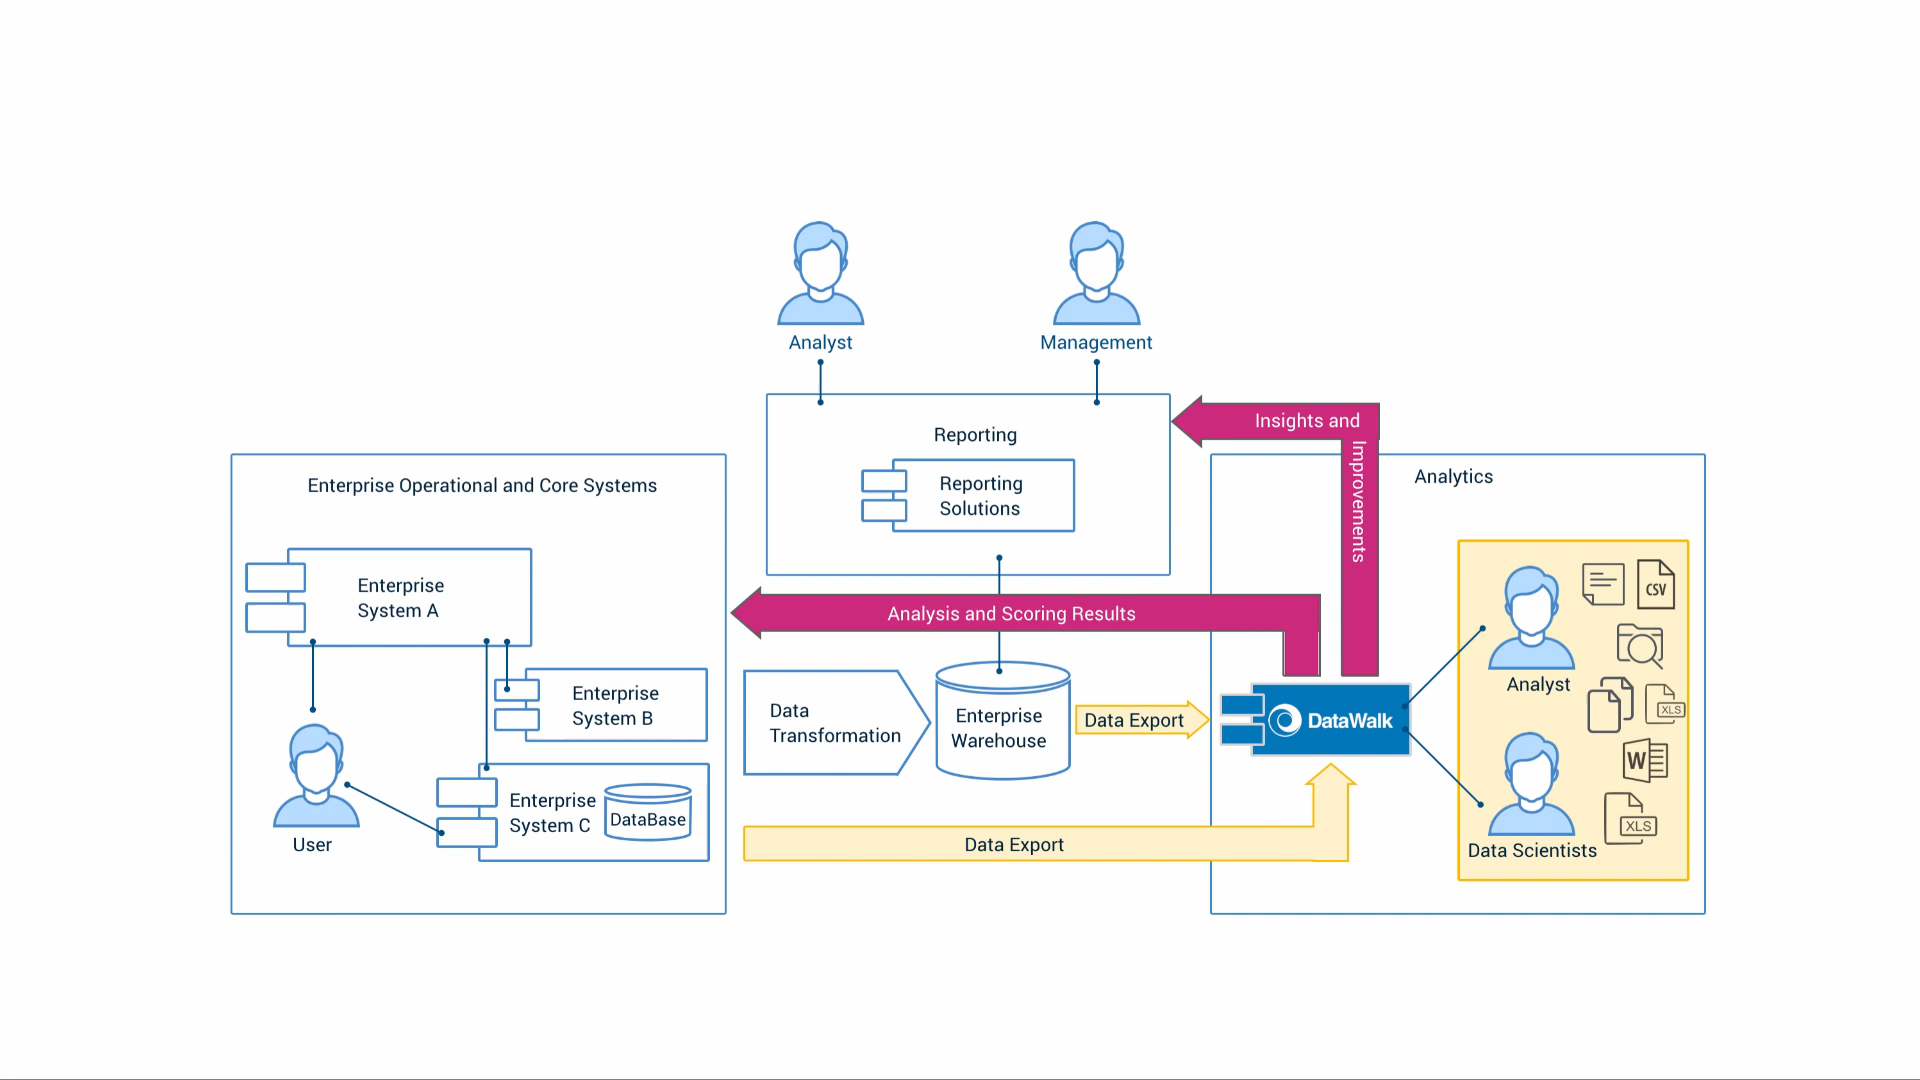 Analyst
Management
Reporting
Reporting
Solutions
Insights and
Improvements
Enterprise Operational and Core Systems
Enterprise
System A
Enterprise
System B
Enterprise
System C
DataBase
User
Analysis and Scoring Results
Data
Transformation
Enterprise
Warehouse
Data Export
Data Export
Analytics
DataWalk
Analyst
Data Scientists
CSV
XLS
W
XLS